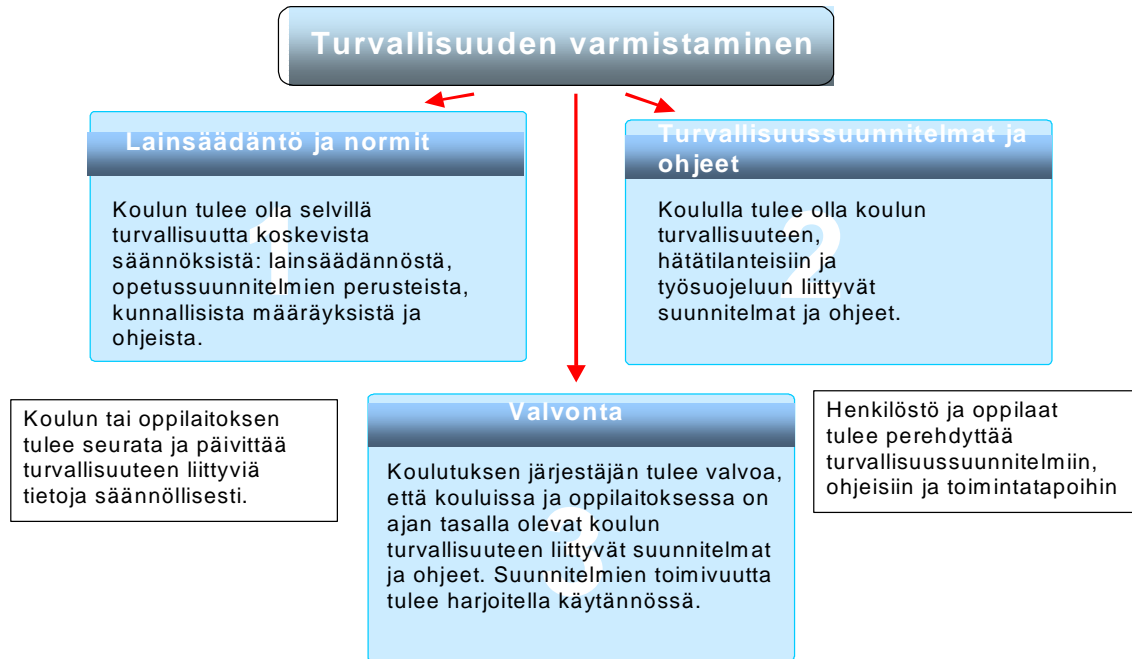 Turvallisuuden varmistaminen
Lainsäädäntö ja normit
1
Koulun tulee olla selvillä
turvallisuutta koskevista
säännöksistä: lainsäädännöstä,
opetussuunnitelmien perusteista,
kunnallisista määräyksistä ja
ohjeista.
Turvallisuussuunnitelmat ja
ohjeet
2
Koululla tulee olla koulun
turvallisuuteen,
hätätilanteisiin ja
työsuojeluun liittyvät
suunnitelmat ja ohjeet.
Koulun tai oppilaitoksen
tulee seurata ja päivittää
turvallisuuteen liittyviä
tietoja säännöllisesti.
Valvonta
3
Koulutuksen järjestäjän tulee valvoa,
että kouluissa ja oppilaitoksessa on
ajan tasalla olevat koulun
turvallisuuteen liittyvät suunnitelmat
ja ohjeet. Suunnitelmien toimivuutta
tulee harjoitella käytännössä.
Henkilöstö ja oppilaat
tulee perehdyttää
turvallisuussuunnitelmiin,
ohjeisiin ja toimintatapoihin